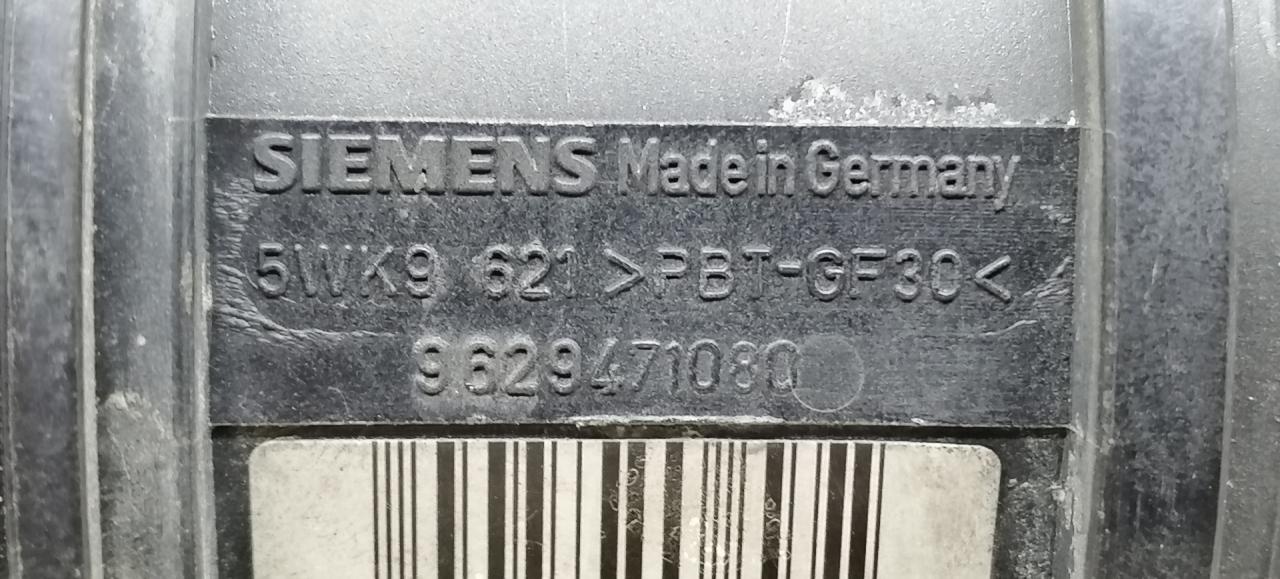 SIEMENS Made in Germany
5WK9 621 >PBT-GF30<
9629471080